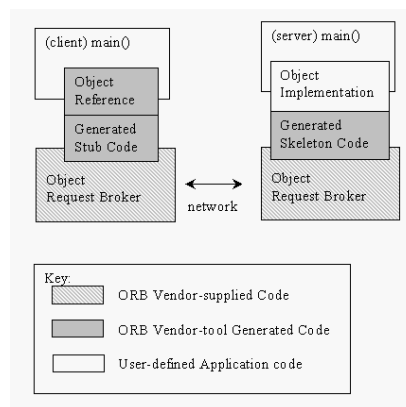 (client) main()
Object
Reference
Generated
Stub Code
Object
Request Broker
network
(server) main()
Object
Implementation
Generated
Skeleton Code
Object
Request Broker
Key:
ORB Vendor-supplied Code
ORB Vendor-tool Generated Code
User-defined Application code